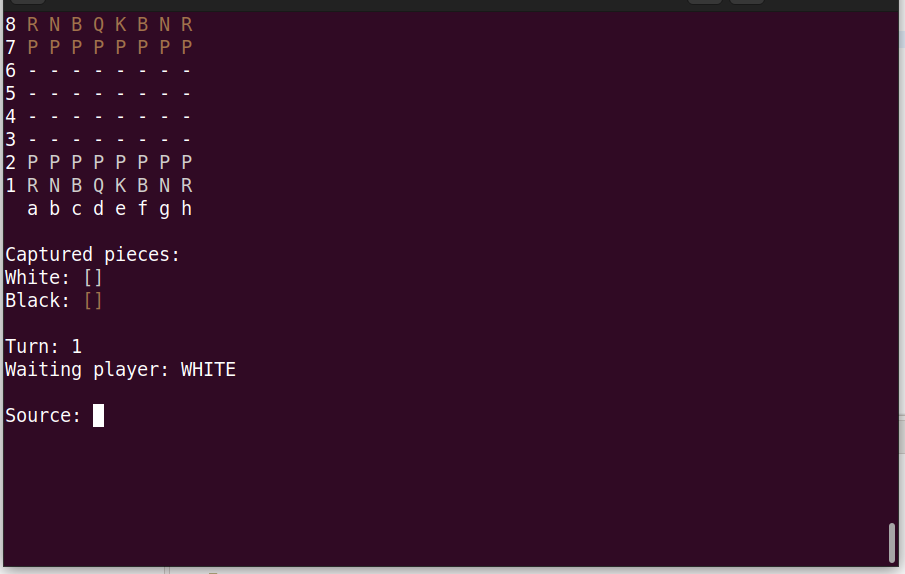 8 R N B Q K B N R
7 P P P P P P P P
6 - - - - - - - -
5 - - - - - - - -
4 - - - - - - - -
3 - - - - - - - -
2 P P P P P P P P
1 R N B Q K B N R
  a b c d e f g h

Captured pieces:
White: []
Black: []

Turn: 1
Waiting player: WHITE

Source: